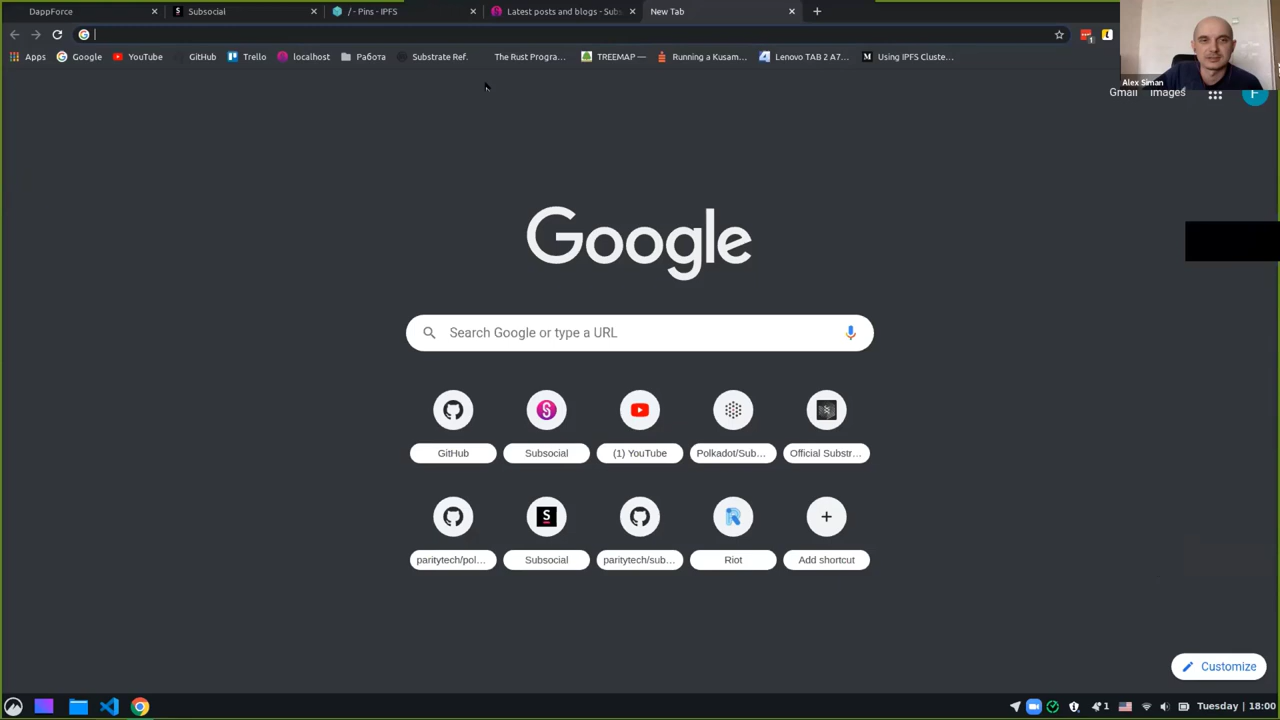 DappForce
Subsocial
/ - Pins - IPFS
Latest posts and blogs - Subs
New Tab
Apps
Google
YouTube
GitHub
Trello
localhost
Работа
Substrate Ref.
The Rust Progra...
TREEMAP —
Running a Kusam...
Lenovo TAB 2 A7...
Using IPFS Cluste...
Alex Siman
Gmail
Images
F
Google
Search Google or type a URL
GitHub
Subsocial
(1) YouTube
Polkadot/Sub...
Official Substr...
paritytech/pol...
Subsocial
paritytech/sub...
Riot
Add shortcut
Customize
1
Tuesday | 18:00